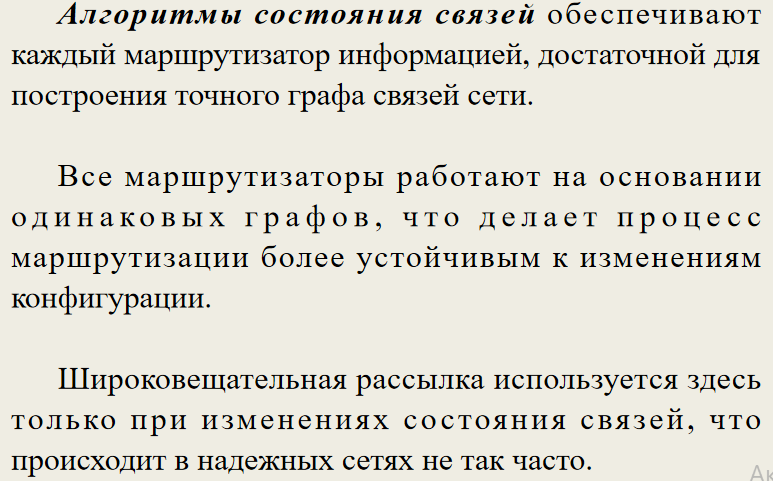 Алгоритмы состояния связей обеспечивают
каждый маршрутизатор информацией, достаточной для
построения точного графа связей сети.
Все маршрутизаторы работают на основании
одинаковых графов, что делает процесс
маршрутизации более устойчивым к изменениям
конфигурации.
Широковещательная рассылка используется здесь
только при изменениях состояния связей, что
происходит в надежных сетях не так часто.